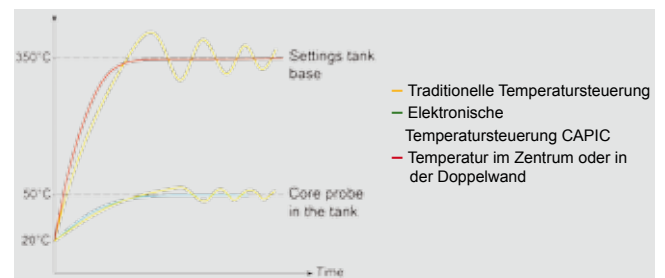 350°C
Settings tank
base
50°C
Core probe
in the tank
20°C
Time
Traditionelle Temperatursteuerung
Elektronische
Temperatursteuerung CAPIC
Temperatur im Zentrum oder in
der Doppelwand